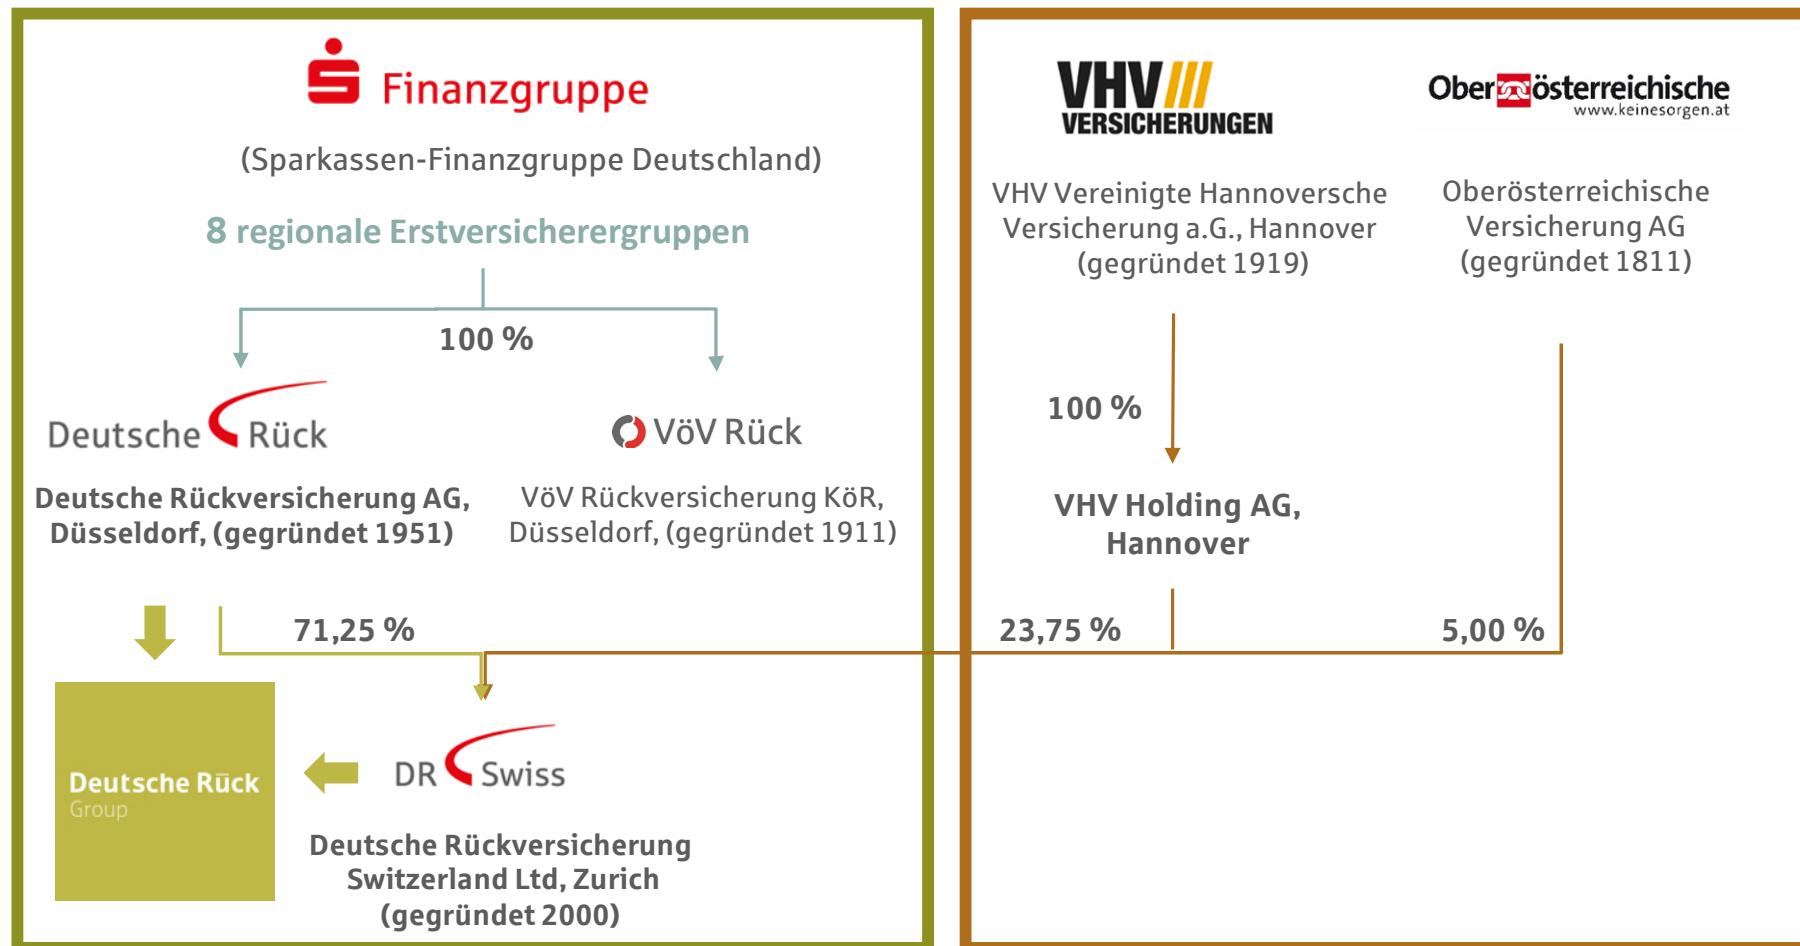 Finanzgruppe
(Sparkassen-Finanzgruppe Deutschland)
8 regionale Erstversicherergruppen
100 %
Deutsche Rück
VöV Rück
Deutsche Rückversicherung AG,
Düsseldorf, (gegründet 1951)
VöV Rückversicherung KöR,
Düsseldorf, (gegründet 1911)
71,25 %
Deutsche Rück
Group
DR Swiss
Deutsche Rückversicherung
Switzerland Ltd, Zurich
(gegründet 2000)
VHV
VERSICHERUNGEN
VHV Vereinigte Hannoversche
Versicherung a.G., Hannover
(gegründet 1919)
100 %
VHV Holding AG,
Hannover
23,75 %
Oberösterreichische
www.keinesorgen.at
Oberösterreichische
Versicherung AG
(gegründet 1811)
5,00 %